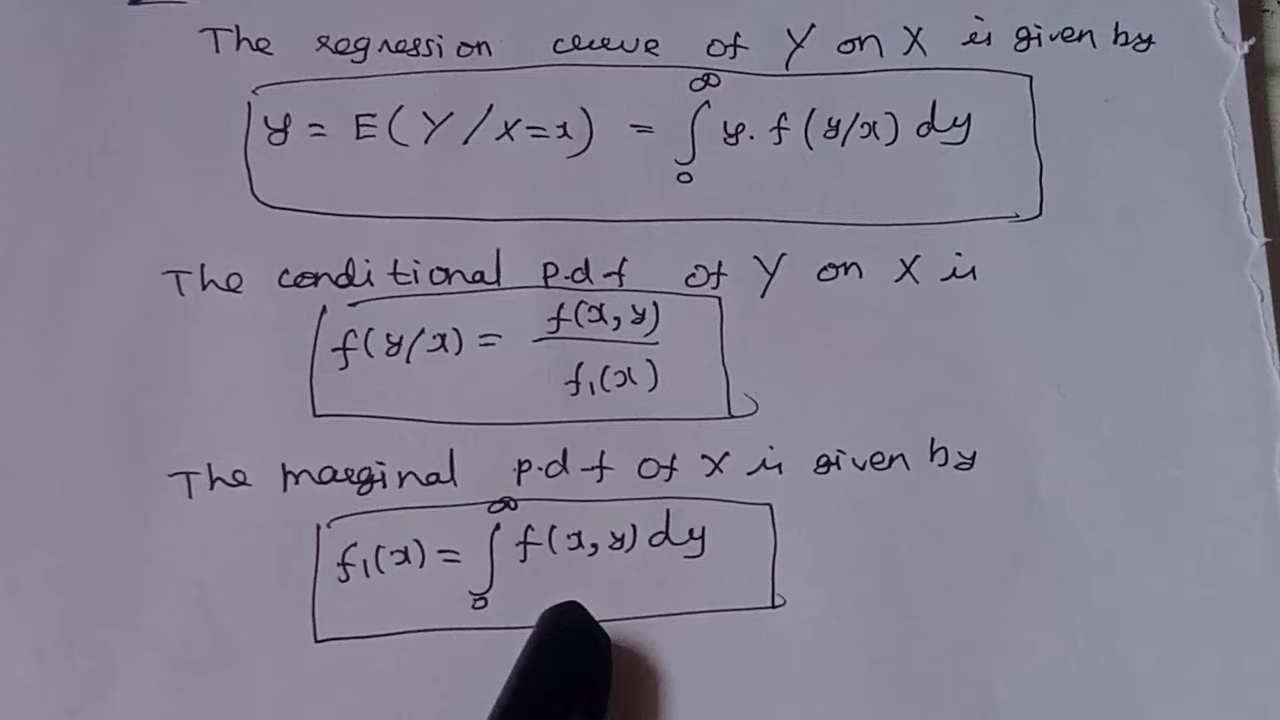 The regression curve of Y on X is given by
y = E(Y/X=x) = ∫₀^∞ y. f(y/x) dy
The conditional p.d.f of Y on X is
f(y/x) = f(x,y) / f₁(x)
The marginal p.d.f of X is given by
f₁(x) = ∫₀^∞ f(x,y) dy